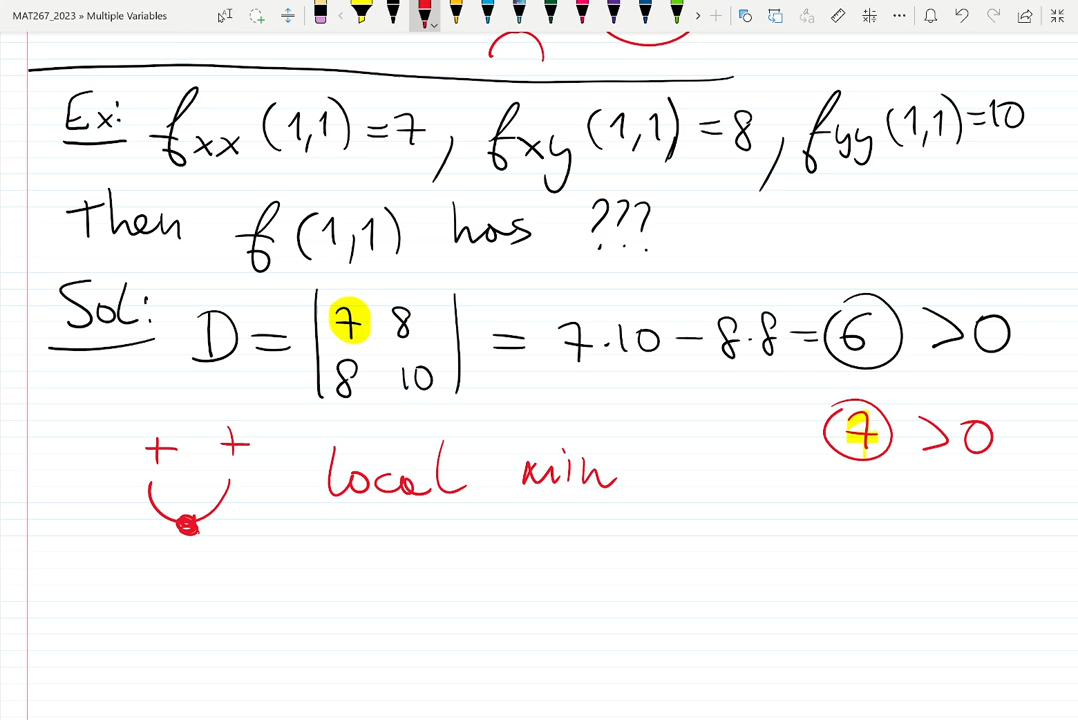 MAT267_2023 » Multiple Variables
Ex: fxx (1,1) = 7, fxy (1,1) = 8, fyy (1,1) = 10
Then f(1,1) has ???
Sol: D = | 7 8 | = 7·10 − 8·8 = 6 > 0
8 10
7 > 0
+ + local min